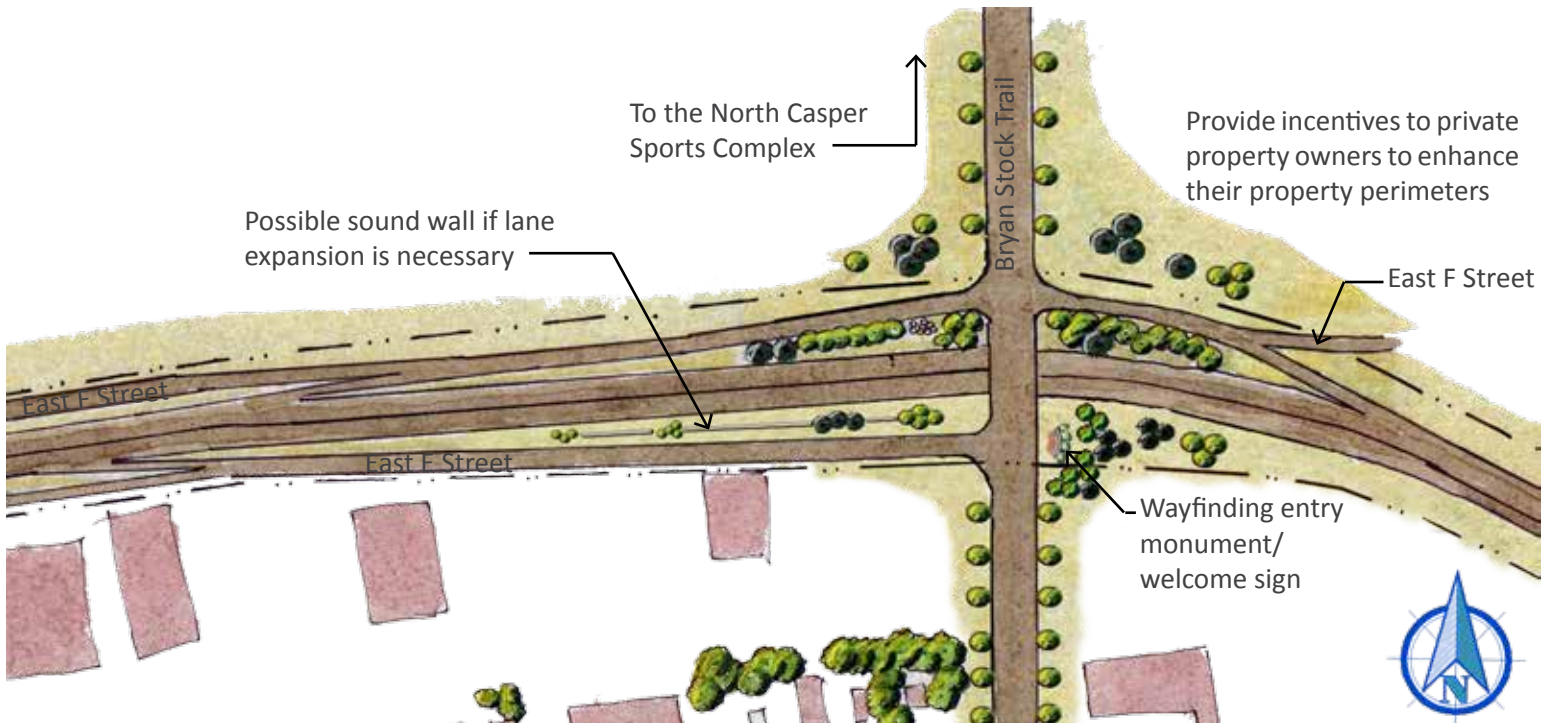 To the North Casper
Sports Complex
Bryan Stock Trail
Provide incentives to private
property owners to enhance
their property perimeters
Possible sound wall if lane
expansion is necessary
East F Street
East F Street
East E Street
Wayfinding entry
monument/
welcome sign
N